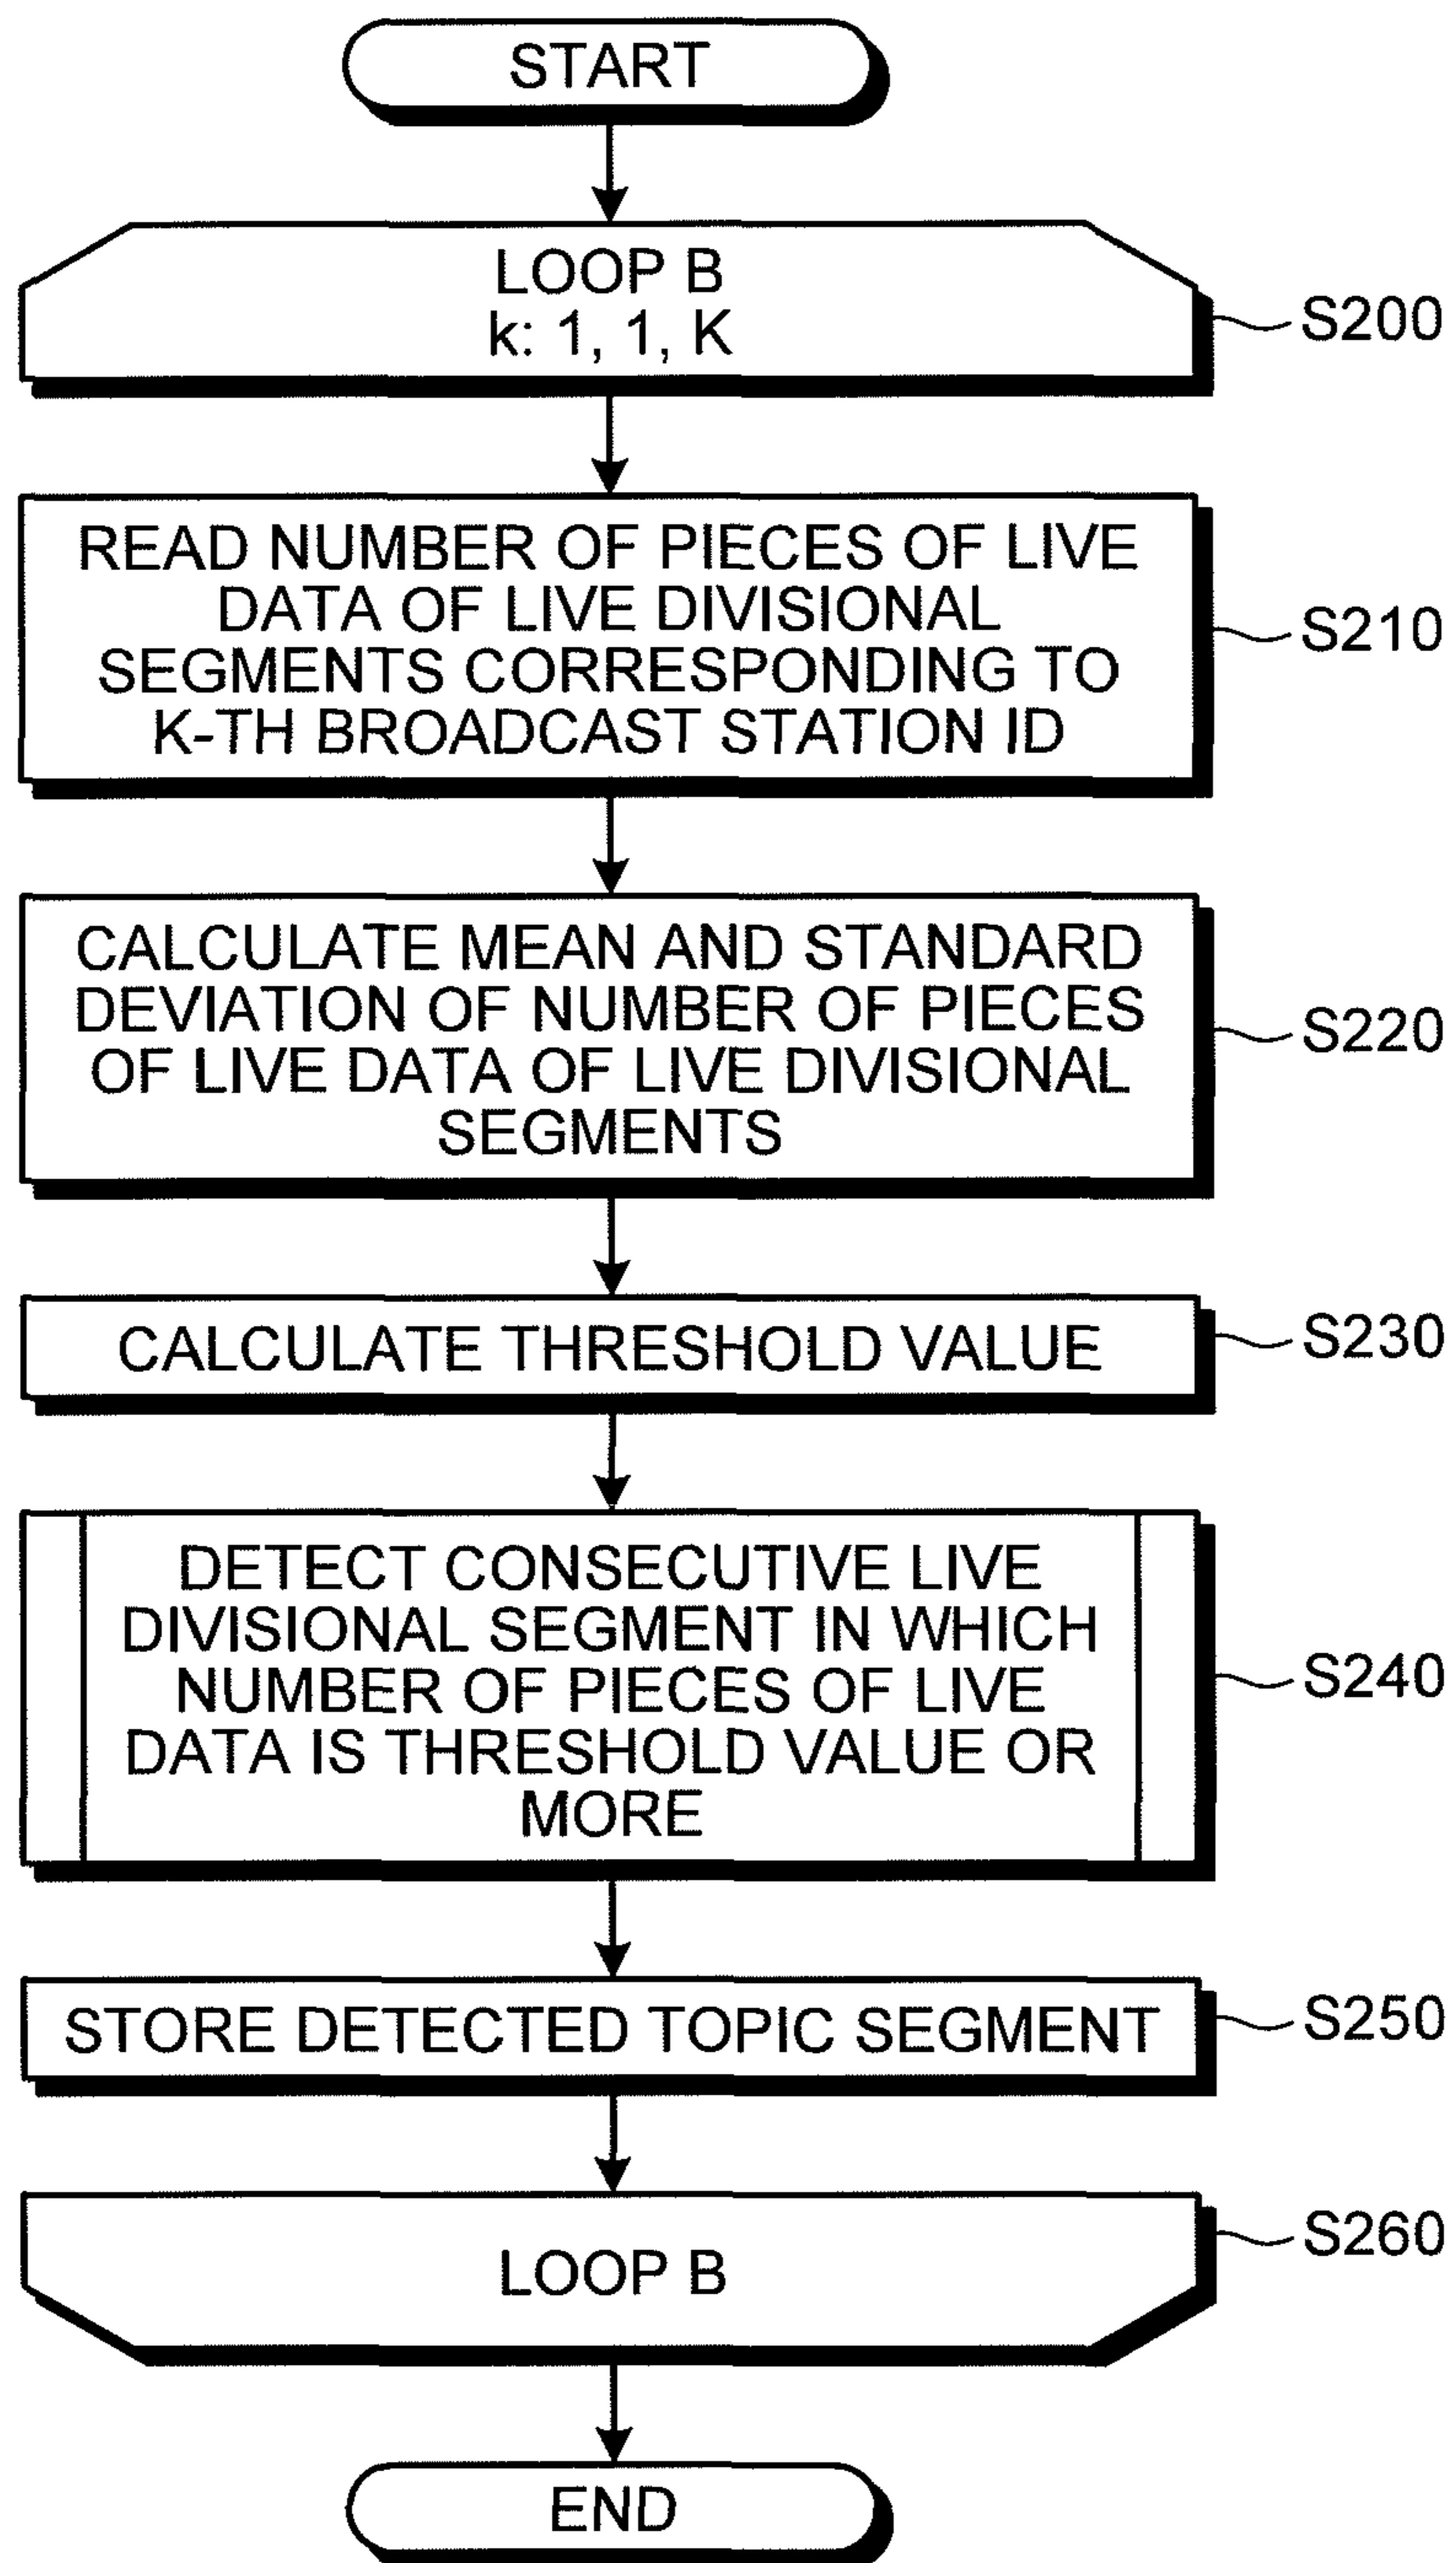 START
LOOP B
k: 1, 1, K
S200
READ NUMBER OF PIECES OF LIVE
DATA OF LIVE DIVISIONAL
SEGMENTS CORRESPONDING TO
K-TH BROADCAST STATION ID
S210
CALCULATE MEAN AND STANDARD
DEVIATION OF NUMBER OF PIECES
OF LIVE DATA OF LIVE DIVISIONAL
SEGMENTS
S220
CALCULATE THRESHOLD VALUE
S230
DETECT CONSECUTIVE LIVE
DIVISIONAL SEGMENT IN WHICH
NUMBER OF PIECES OF LIVE
DATA IS THRESHOLD VALUE OR
MORE
S240
STORE DETECTED TOPIC SEGMENT
S250
LOOP B
S260
END